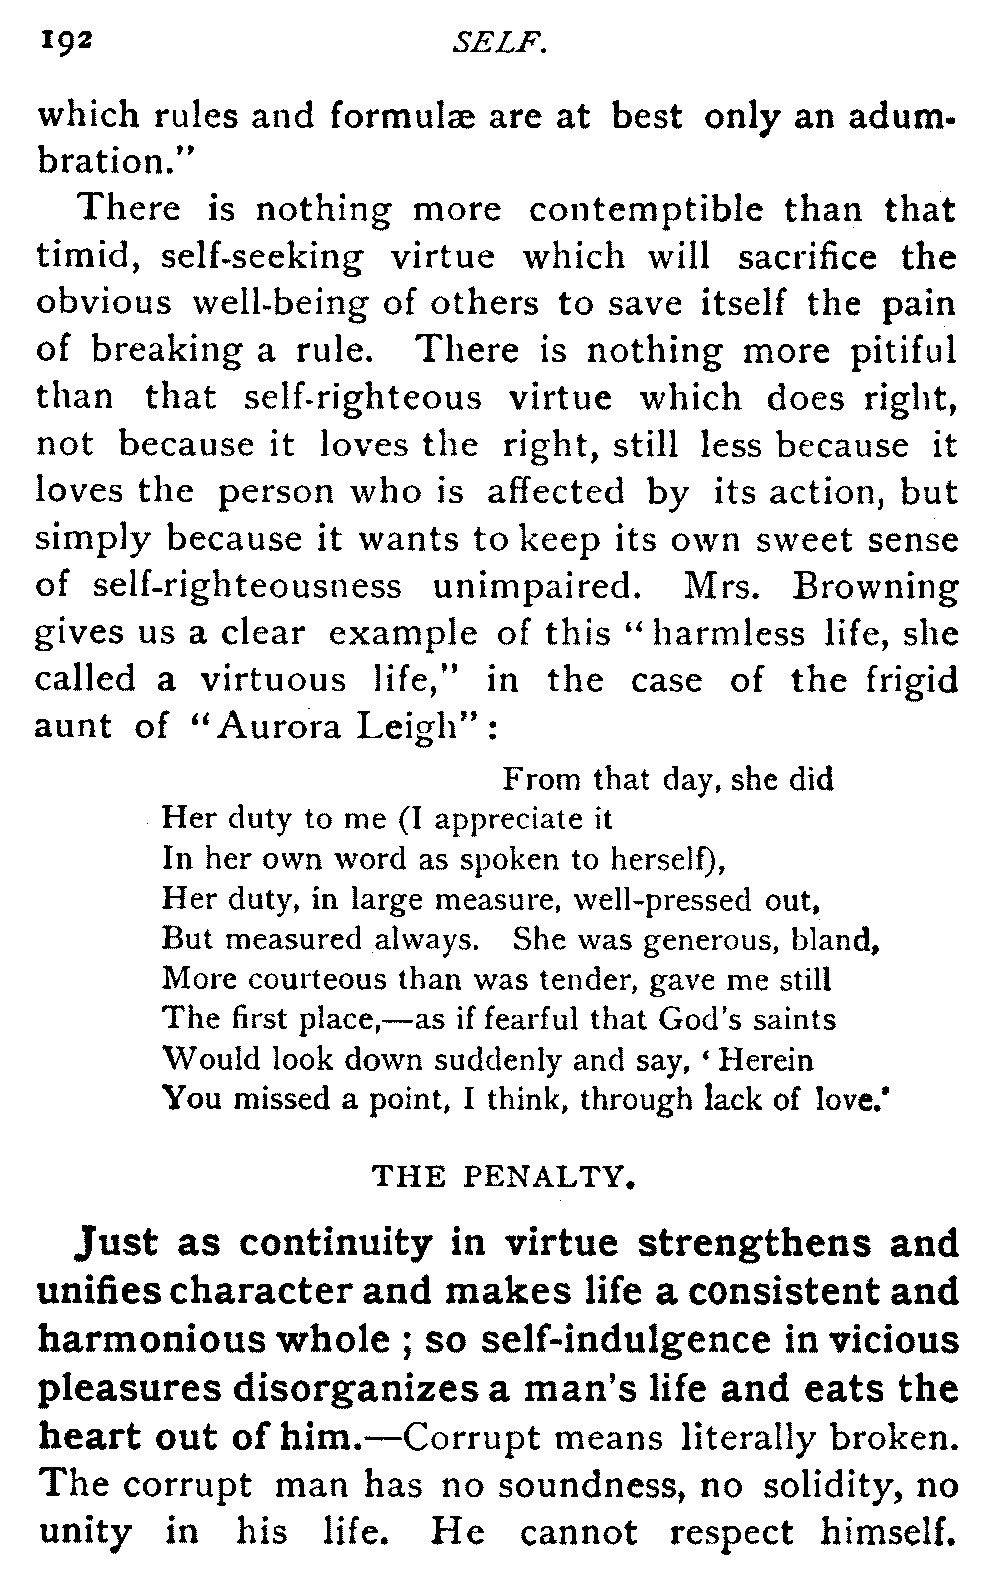 192 SELF.
which rules and formulæ are at best only an adum-
bration."
There is nothing more contemptible than that
timid, self-seeking virtue which will sacrifice the
obvious well-being of others to save itself the pain
of breaking a rule. There is nothing more pitiful
than that self-righteous virtue which does right,
not because it loves the right, still less because it
loves the person who is affected by its action, but
simply because it wants to keep its own sweet sense
of self-righteousness unimpaired. Mrs. Browning
gives us a clear example of this "harmless life, she
called a virtuous life," in the case of the frigid
aunt of "Aurora Leigh":
From that day, she did
Her duty to me (I appreciate it
In her own word as spoken to herself),
Her duty, in large measure, well-pressed out,
But measured always. She was generous, bland,
More courteous than was tender, gave me still
The first place,—as if fearful that God's saints
Would look down suddenly and say, 'Herein
You missed a point, I think, through lack of love.'
THE PENALTY.
Just as continuity in virtue strengthens and
unifies character and makes life a consistent and
harmonious whole ; so self-indulgence in vicious
pleasures disorganizes a man's life and eats the
heart out of him.—Corrupt means literally broken.
The corrupt man has no soundness, no solidity, no
unity in his life. He cannot respect himself.